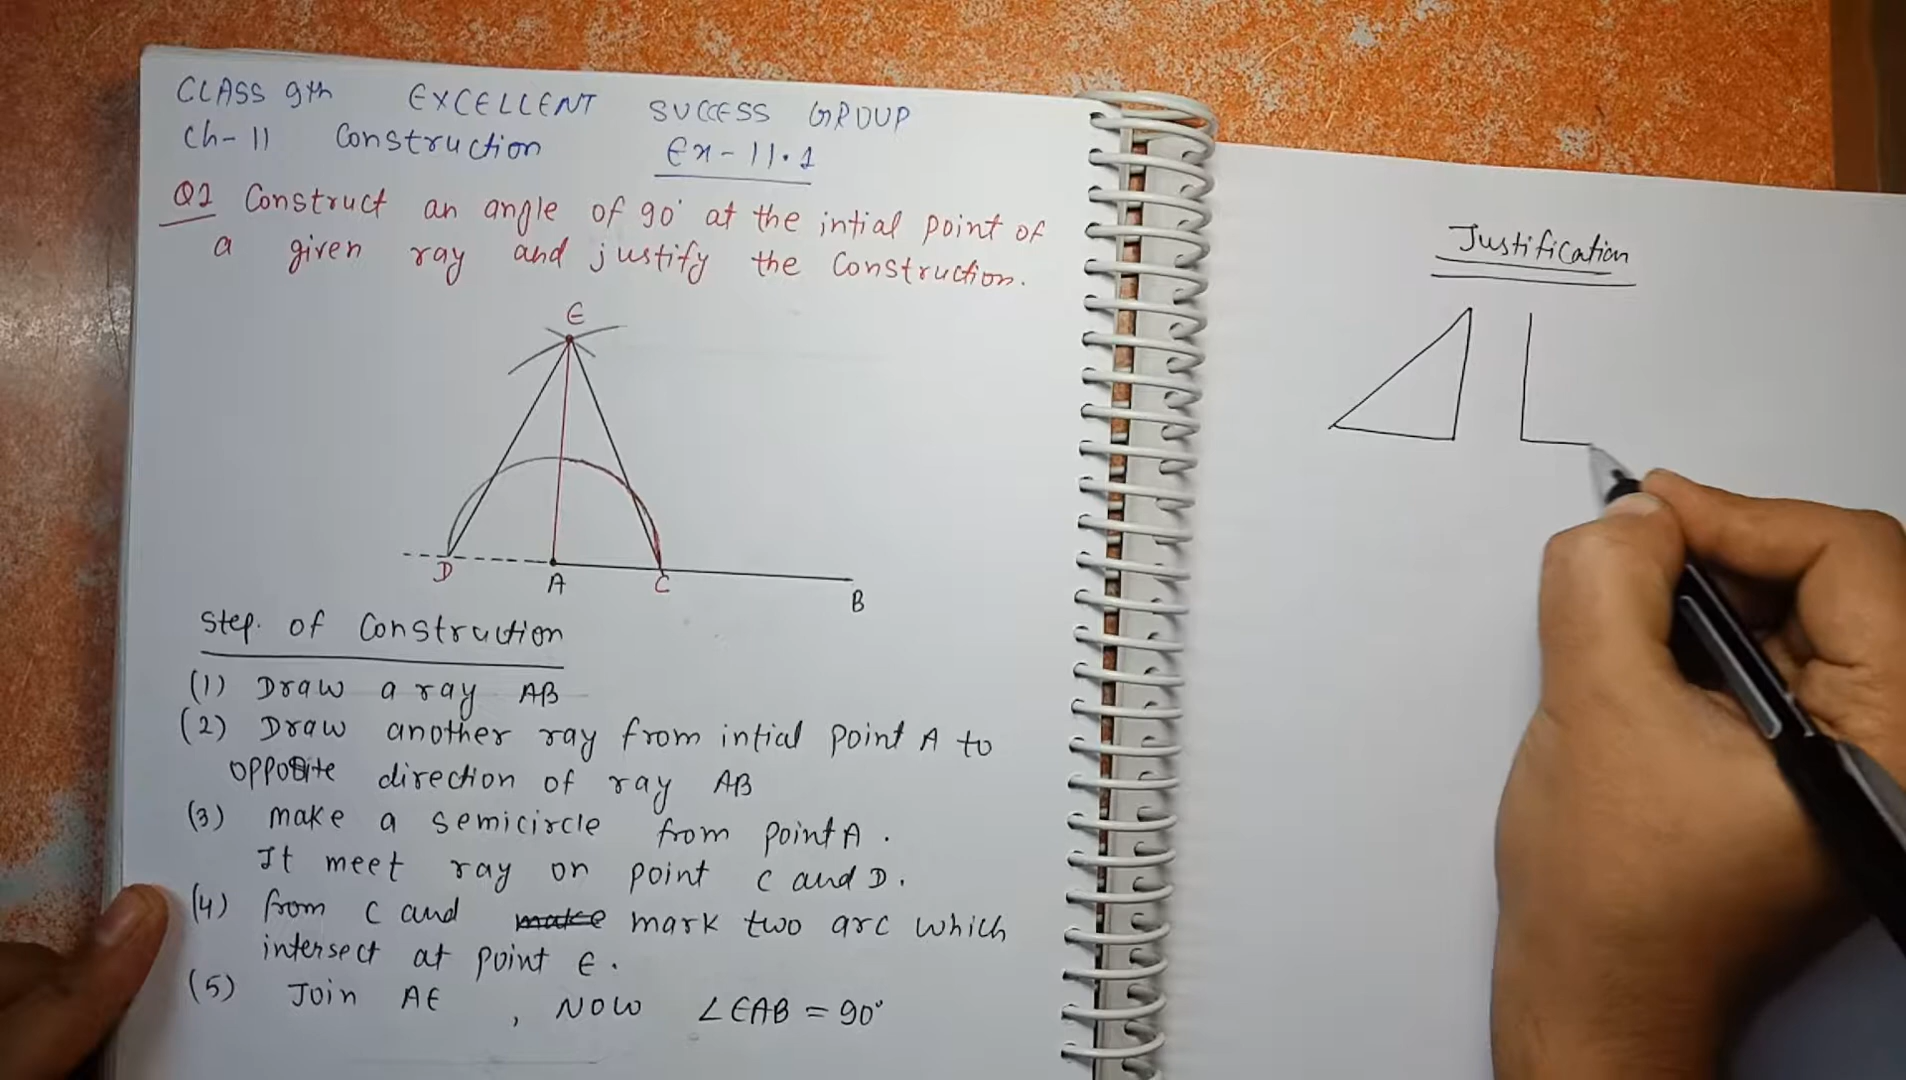 CLASS 9th EXCELLENT SUCCESS GROUP
Ch-11 Construction Ex-11.1
Q1 Construct an angle of 90° at the intial point of
a given ray and justify the Construction.
E
D A C B
Step. of Construction
(1) Draw a ray AB
(2) Draw another ray from intial point A to
opposite direction of ray AB
(3) make a semicircle from point A.
It meet ray on point C and D.
(4) from C and make mark two arc which
intersect at point E.
(5) Join AE , NOW ∠EAB = 90°
Justification